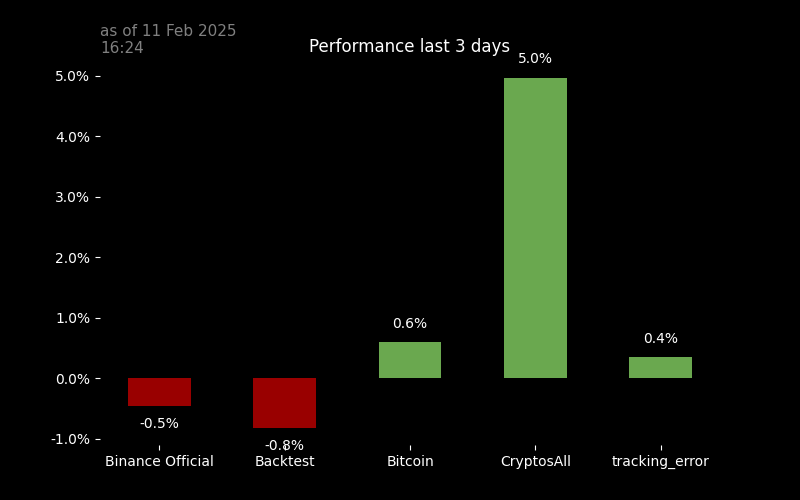 as of 11 Feb 2025
16:24
Performance last 3 days
5.0%
5.0%
4.0%
3.0%
2.0%
1.0%
0.6%
0.4%
0.0%
-0.5%
-1.0%
-0.8%
Binance Official
Backtest
Bitcoin
CryptosAll
tracking_error